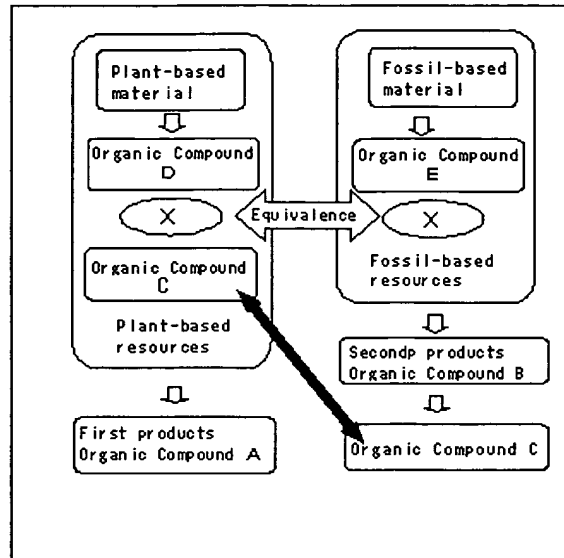 Plant-based
material
Organic Compound
D
X
Organic Compound
C
Plant-based
resources
First products
Organic Compound A
Equivalence
Fossil-based
material
Organic Compound
E
X
Fossil-based
resources
Secondp products
Organic Compound B
Organic Compound C